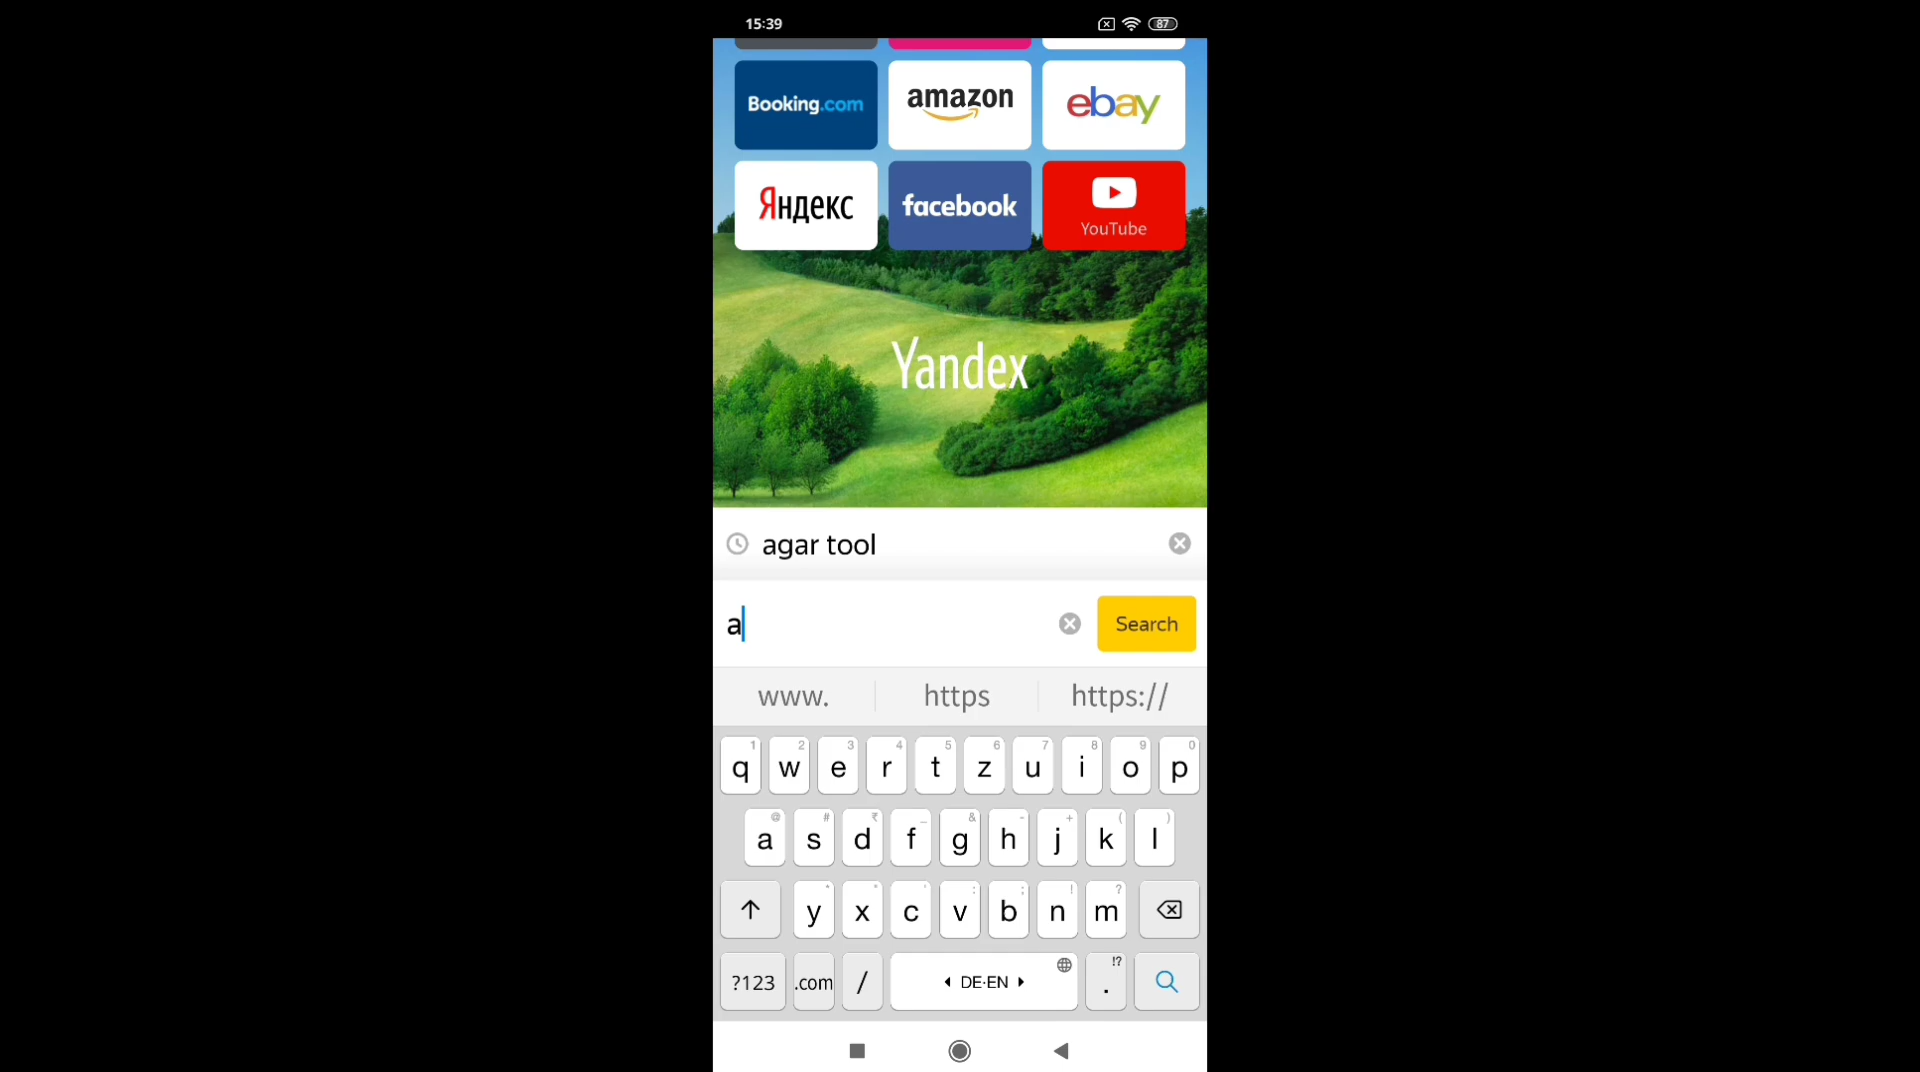 15:39
87
Booking.com
amazon
ebay
Яндекс
facebook
YouTube
Yandex
agar tool
a
Search
www.
https
https://
1 2 3 4 5 6 7 8 9 0
q w e r t z u i o p
@ # ₹ _ & - + ( )
a s d f g h j k l
* " ' : ; ! ?
y x c v b n m
!?
?123 .com / DE·EN .